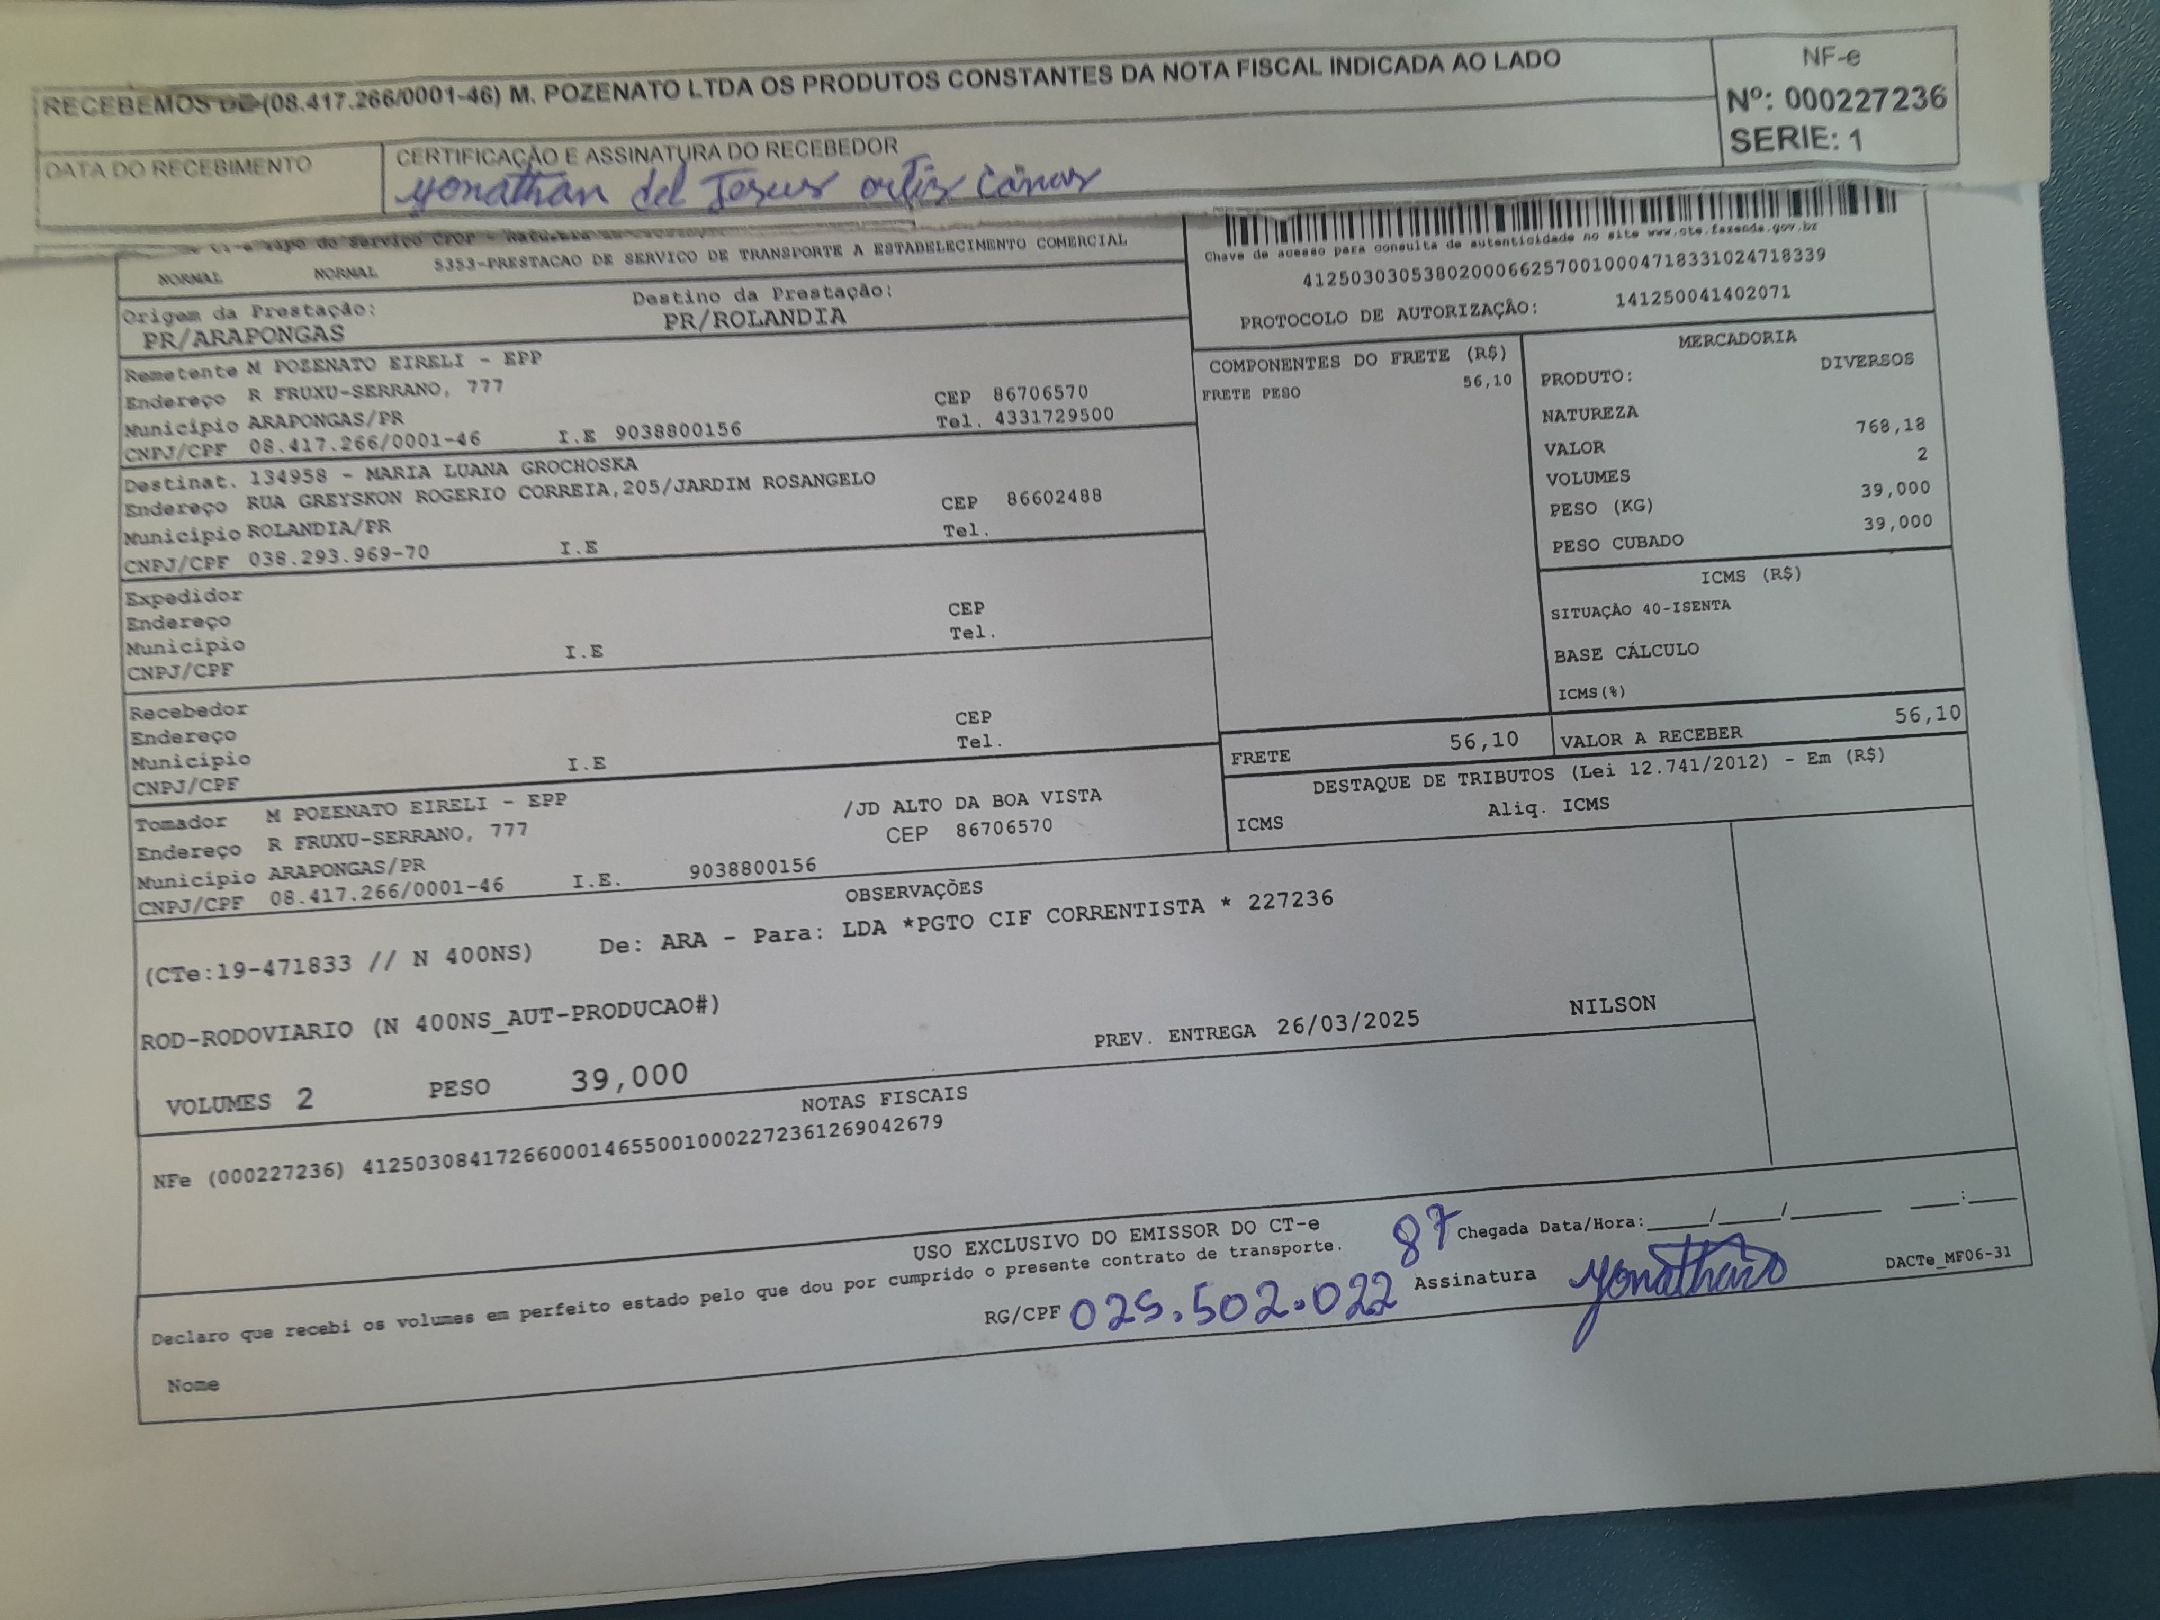 RECEBEMOS DE (08.417.266/0001-46) M. POZENATO LTDA OS PRODUTOS CONSTANTES DA NOTA FISCAL INDICADA AO LADO
NF-e
Nº: 000227236
SERIE: 1
DATA DO RECEBIMENTO
CERTIFICAÇÃO E ASSINATURA DO RECEBEDOR
Yonathan del Jesus ortiz
NORMAL NORMAL 5353-PRESTACAO DE SERVICO DE TRANSPORTE A ESTABELECIMENTO COMERCIAL
Chave de acesso para consulta de autenticidade no site www.cte.fazenda.gov.br
41250303053802000662570010004718331024718339
PROTOCOLO DE AUTORIZAÇÃO: 141250041402071
Origem da Prestação: Destino da Prestação:
PR/ARAPONGAS PR/ROLANDIA
Remetente M POZENATO EIRELI - EPP
Endereço R FRUXU-SERRANO, 777 CEP 86706570
Município ARAPONGAS/PR Tel. 4331729500
CNPJ/CPF 08.417.266/0001-46 I.E 9038800156
Destinat. 134958 - MARIA LUANA GROCHOSKA
Endereço RUA GREYSKON ROGERIO CORREIA,205/JARDIM ROSANGELO CEP 86602488
Município ROLANDIA/PR Tel.
CNPJ/CPF 038.293.969-70 I.E
Expedidor
Endereço CEP
Município Tel.
CNPJ/CPF I.E
Recebedor
Endereço CEP
Município Tel.
CNPJ/CPF I.E
Tomador M POZENATO EIRELI - EPP /JD ALTO DA BOA VISTA
Endereço R FRUXU-SERRANO, 777 CEP 86706570
Município ARAPONGAS/PR
CNPJ/CPF 08.417.266/0001-46 I.E. 9038800156
COMPONENTES DO FRETE (R$)
FRETE PESO 56,10
MERCADORIA
PRODUTO: DIVERSOS
NATUREZA
VALOR 768,18
VOLUMES 2
PESO (KG) 39,000
PESO CUBADO 39,000
ICMS (R$)
SITUAÇÃO 40-ISENTA
BASE CÁLCULO
ICMS(%)
FRETE 56,10 VALOR A RECEBER 56,10
DESTAQUE DE TRIBUTOS (Lei 12.741/2012) - Em (R$)
ICMS Aliq. ICMS
OBSERVAÇÕES
(CTe:19-471833 // N 400NS) De: ARA - Para: LDA *PGTO CIF CORRENTISTA * 227236
ROD-RODOVIARIO (N 400NS_AUT-PRODUCAO#)
PREV. ENTREGA 26/03/2025 NILSON
VOLUMES 2 PESO 39,000
NOTAS FISCAIS
NFe (000227236) 41250308417266000146550010002272361269042679
USO EXCLUSIVO DO EMISSOR DO CT-e
Declaro que recebi os volumes em perfeito estado pelo que dou por cumprido o presente contrato de transporte.
87 Chegada Data/Hora:_____/_____/_______ ____:____
Nome RG/CPF 025.502.022 Assinatura Yonathan
DACTe_MF06-31